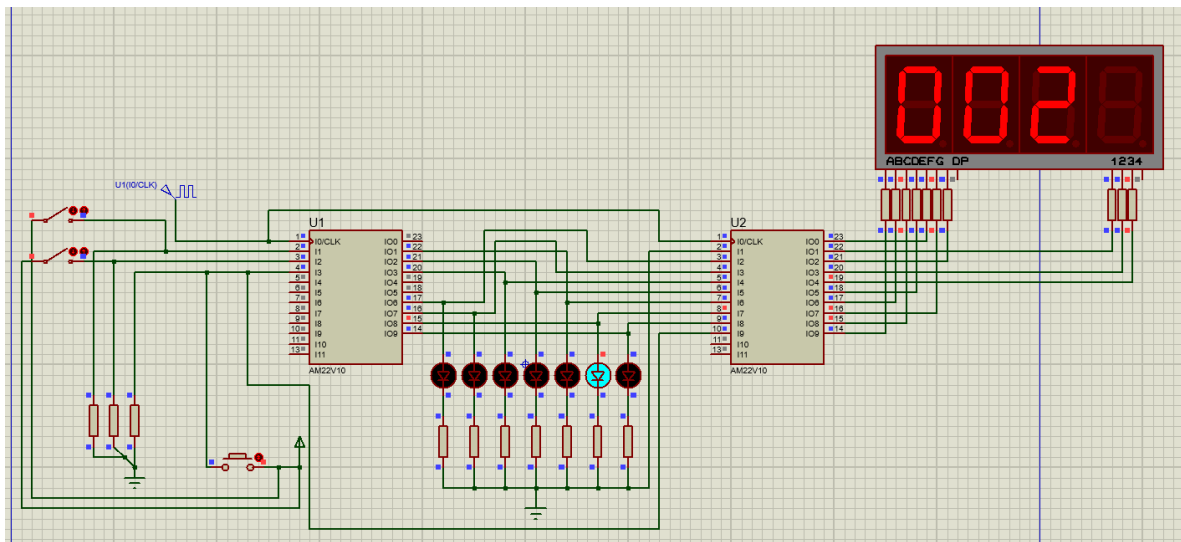 002
ABCDEFG DP 1234
U1(I0/CLK)
U1
1 I0/CLK IO0 23
2 I1 IO1 22
3 I2 IO2 21
4 I3 IO3 20
5 I4 IO4 19
6 I5 IO5 18
7 I6 IO6 17
8 I7 IO7 16
9 I8 IO8 15
10 I9 IO9 14
11 I10
13 I11
AM22V10
U2
1 I0/CLK IO0 23
2 I1 IO1 22
3 I2 IO2 21
4 I3 IO3 20
5 I4 IO4 19
6 I5 IO5 18
7 I6 IO6 17
8 I7 IO7 16
9 I8 IO8 15
10 I9 IO9 14
11 I10
13 I11
AM22V10